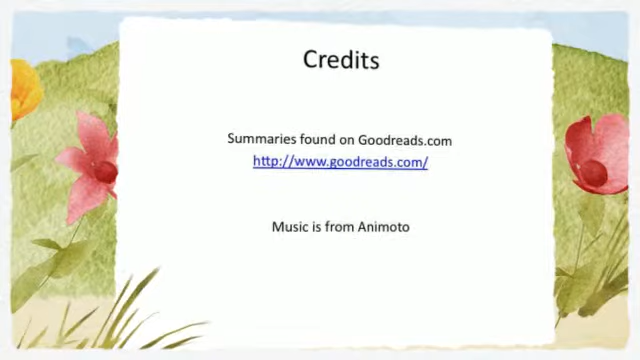 Credits
Summaries found on Goodreads.com
http://www.goodreads.com/
Music is from Animoto